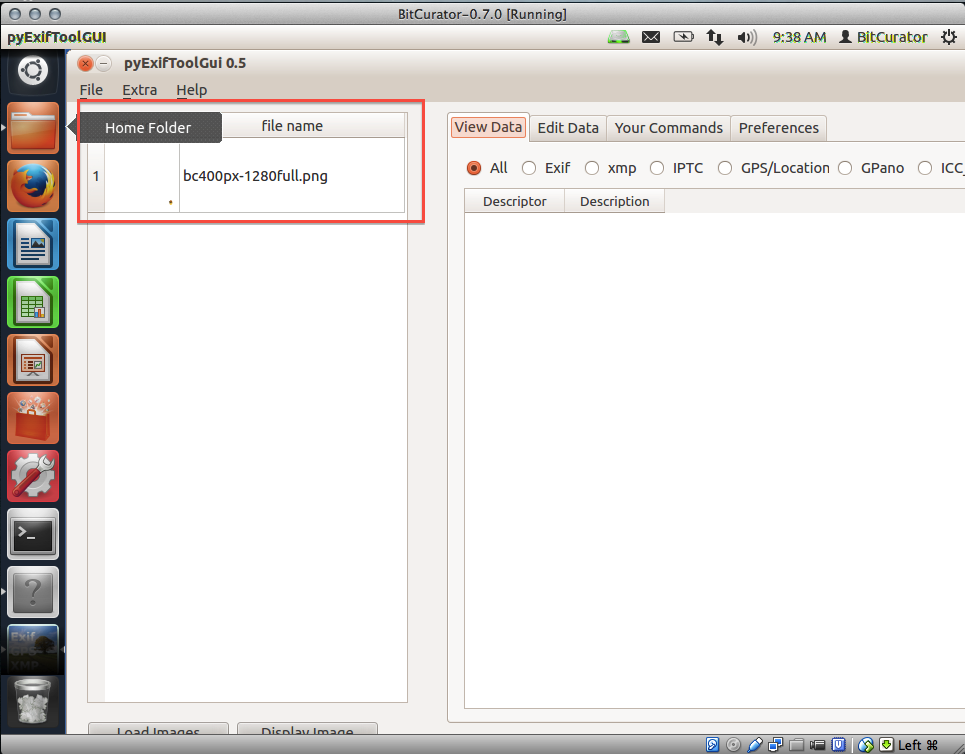 BitCurator-0.7.0 [Running]
pyExifToolGUI 9:38 AM BitCurator
pyExifToolGui 0.5
File Extra Help
Home Folder file name
1 bc400px-1280full.png
View Data Edit Data Your Commands Preferences
All Exif xmp IPTC GPS/Location GPano ICC_
Descriptor Description
Exif
GPS
XMP
Load Images Display Image
Left ⌘